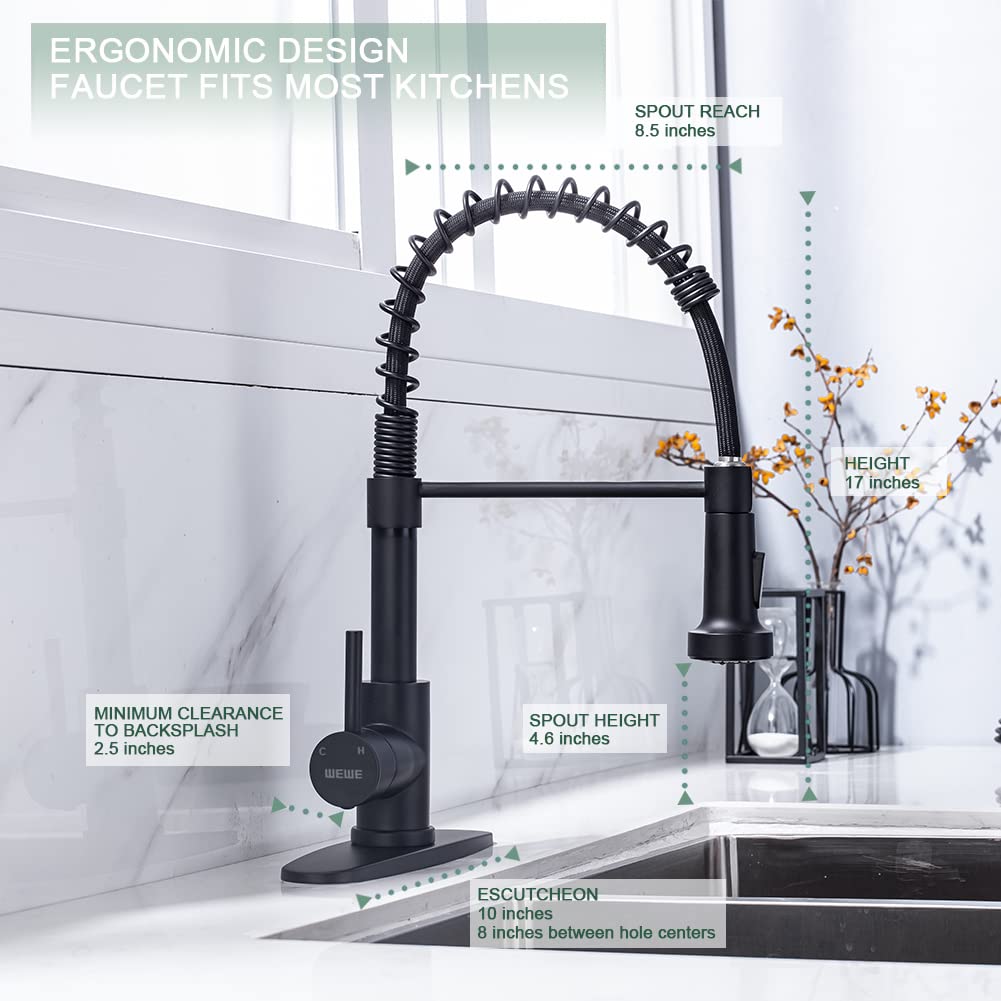 ERGONOMIC DESIGN
FAUCET FITS MOST KITCHENS
SPOUT REACH
8.5 inches
HEIGHT
17 inches
MINIMUM CLEARANCE
TO BACKSPLASH
2.5 inches
SPOUT HEIGHT
4.6 inches
C H
WEWE
ESCUTCHEON
10 inches
8 inches between hole centers